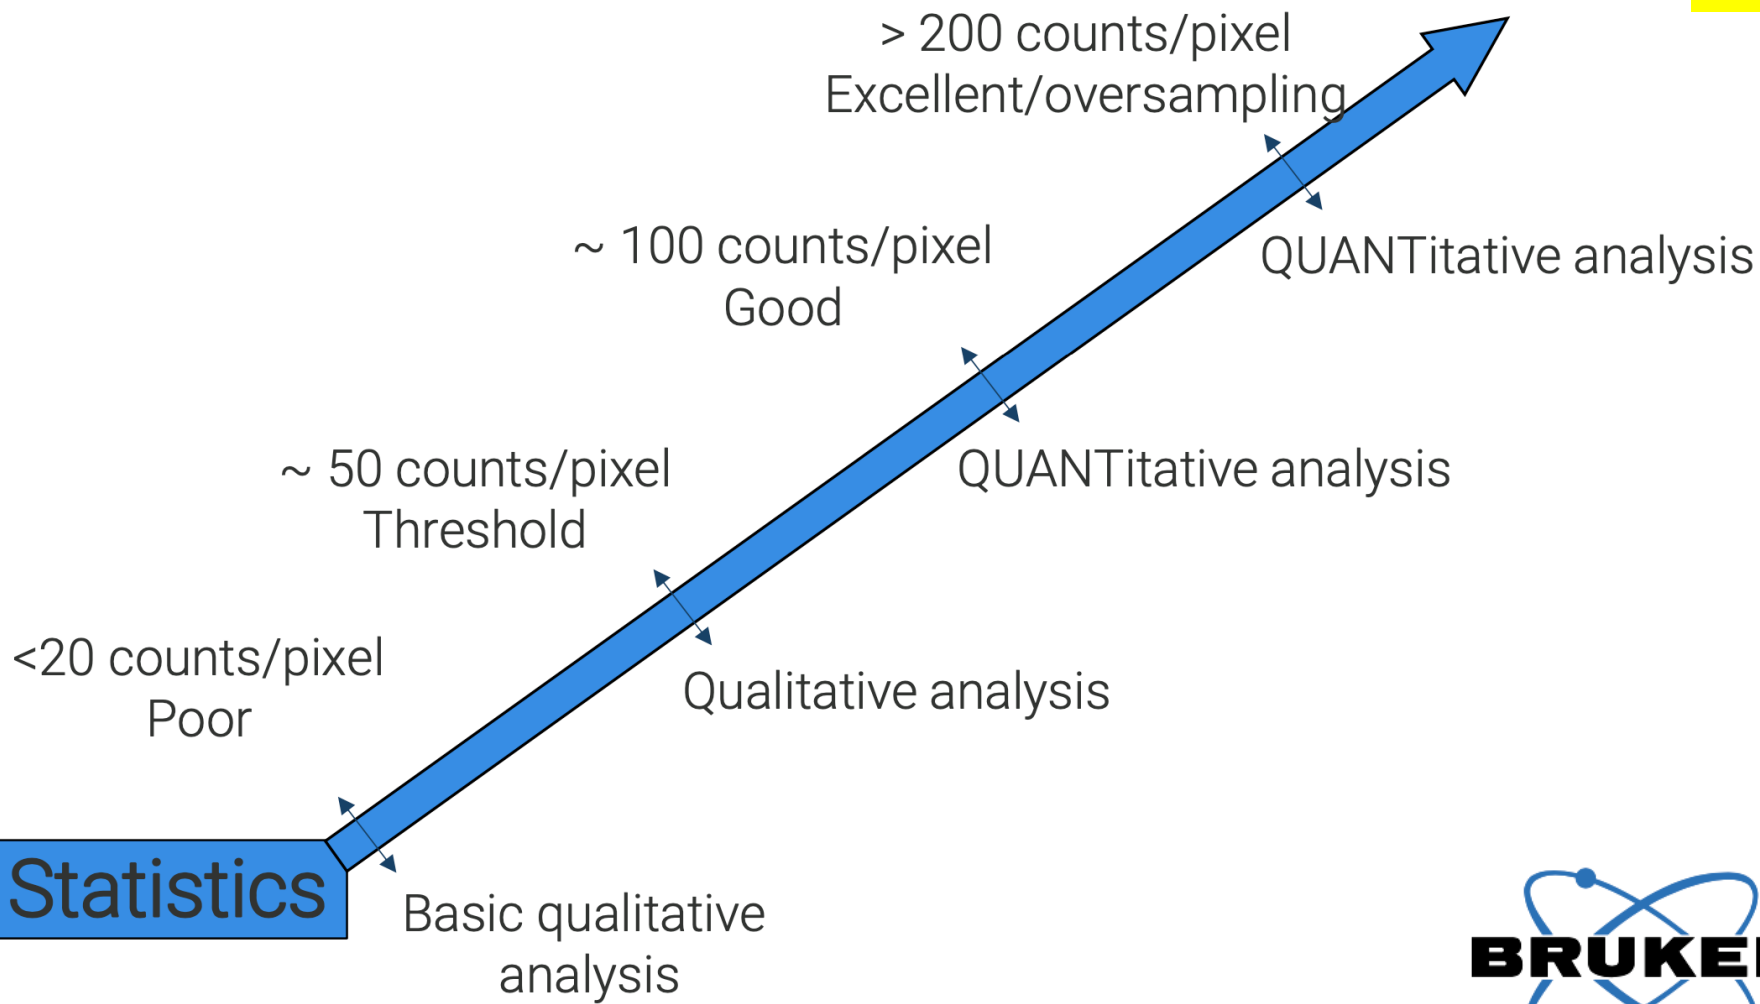 > 200 counts/pixel
Excellent/oversampling
QUANTitative analysis
~ 100 counts/pixel
Good
QUANTitative analysis
~ 50 counts/pixel
Threshold
Qualitative analysis
<20 counts/pixel
Poor
Statistics
Basic qualitative
analysis
BRUKER